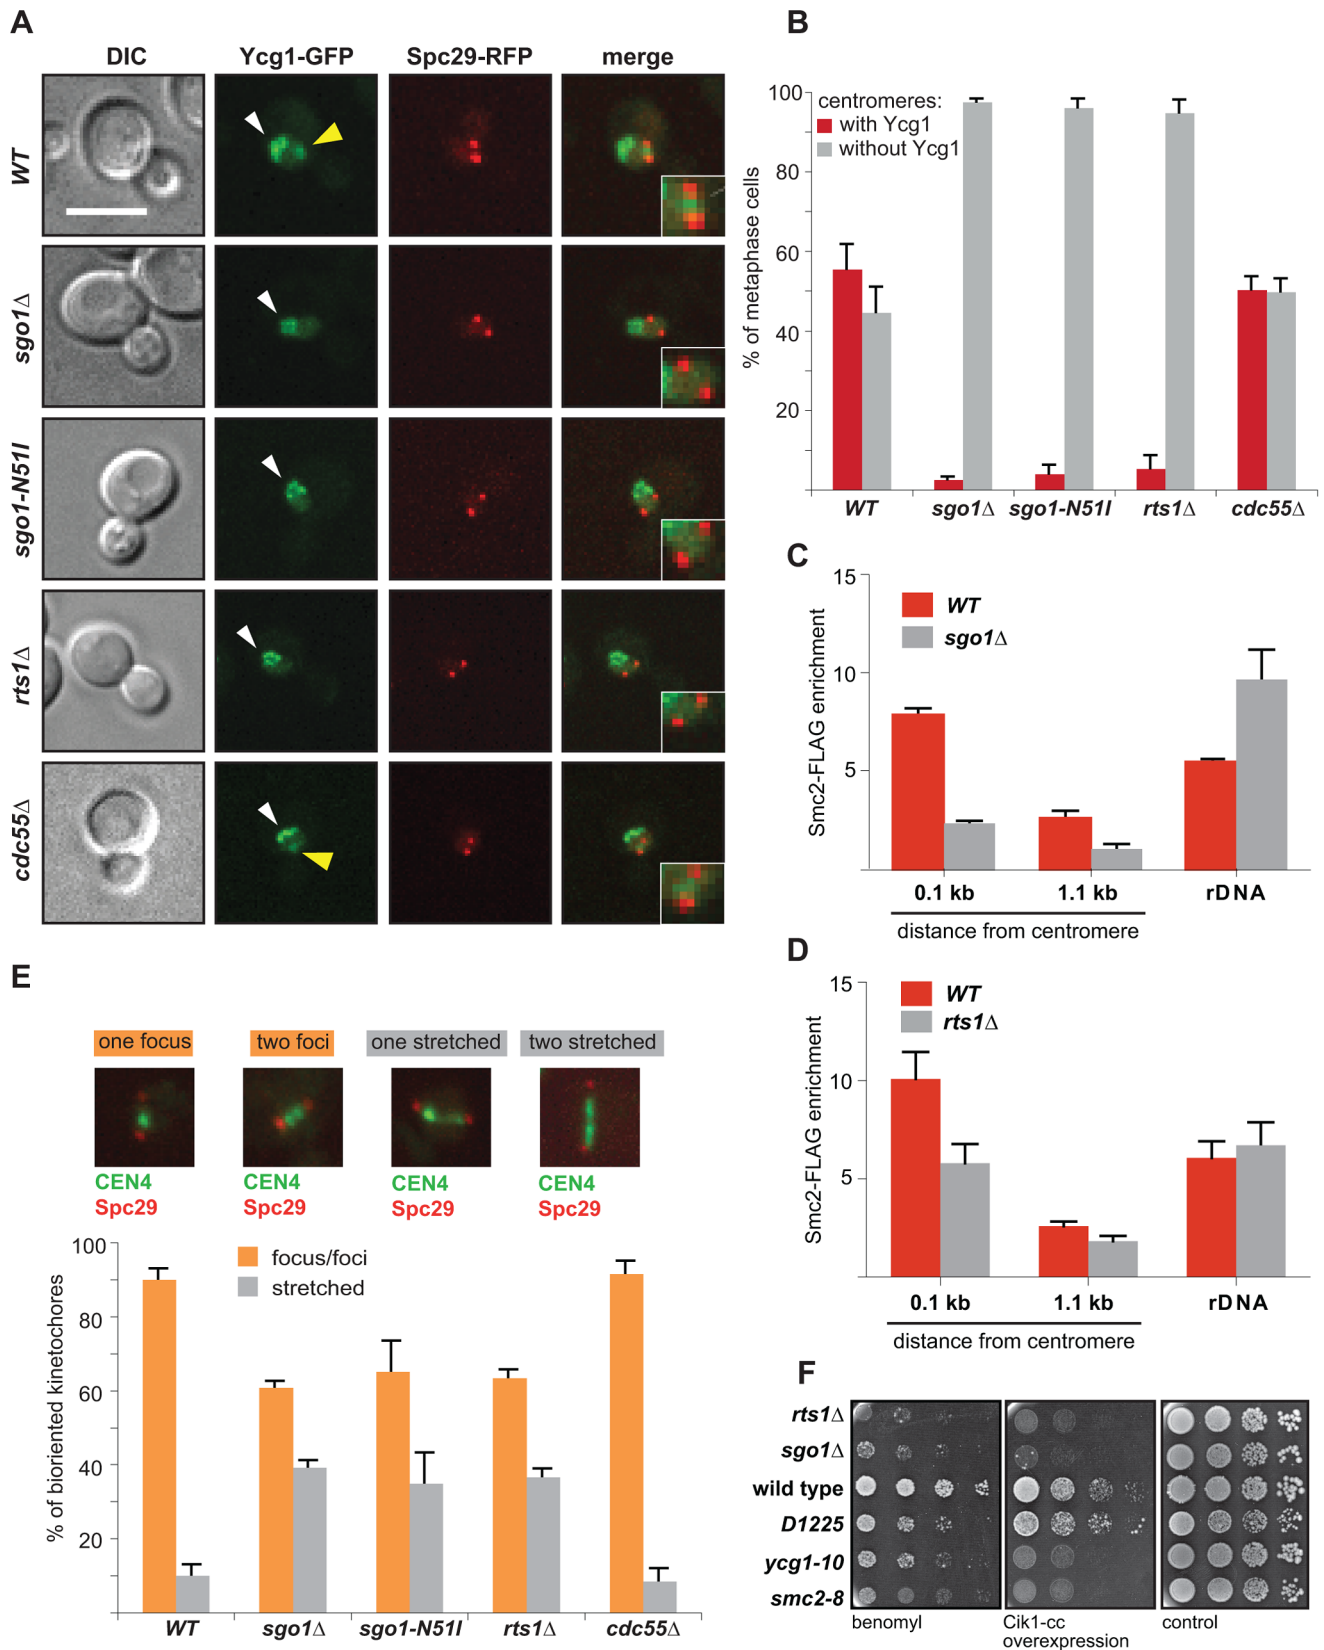 A
DIC Ycg1-GFP Spc29-RFP merge
WT
sgo1Δ
sgo1-N51I
rts1Δ
cdc55Δ
B
100
80
60
40
20
% of metaphase cells
centromeres:
with Ycg1
without Ycg1
WT sgo1Δ sgo1-N51I rts1Δ cdc55Δ
C
15
10
5
Smc2-FLAG enrichment
WT
sgo1Δ
0.1 kb 1.1 kb rDNA
distance from centromere
D
15
10
5
Smc2-FLAG enrichment
WT
rts1Δ
0.1 kb 1.1 kb rDNA
distance from centromere
E
one focus two foci one stretched two stretched
CEN4 CEN4 CEN4 CEN4
Spc29 Spc29 Spc29 Spc29
100
80
60
40
20
% of bioriented kinetochores
focus/foci
stretched
WT sgo1Δ sgo1-N51I rts1Δ cdc55Δ
F
rts1Δ
sgo1Δ
wild type
D1225
ycg1-10
smc2-8
benomyl Cik1-cc control
overexpression